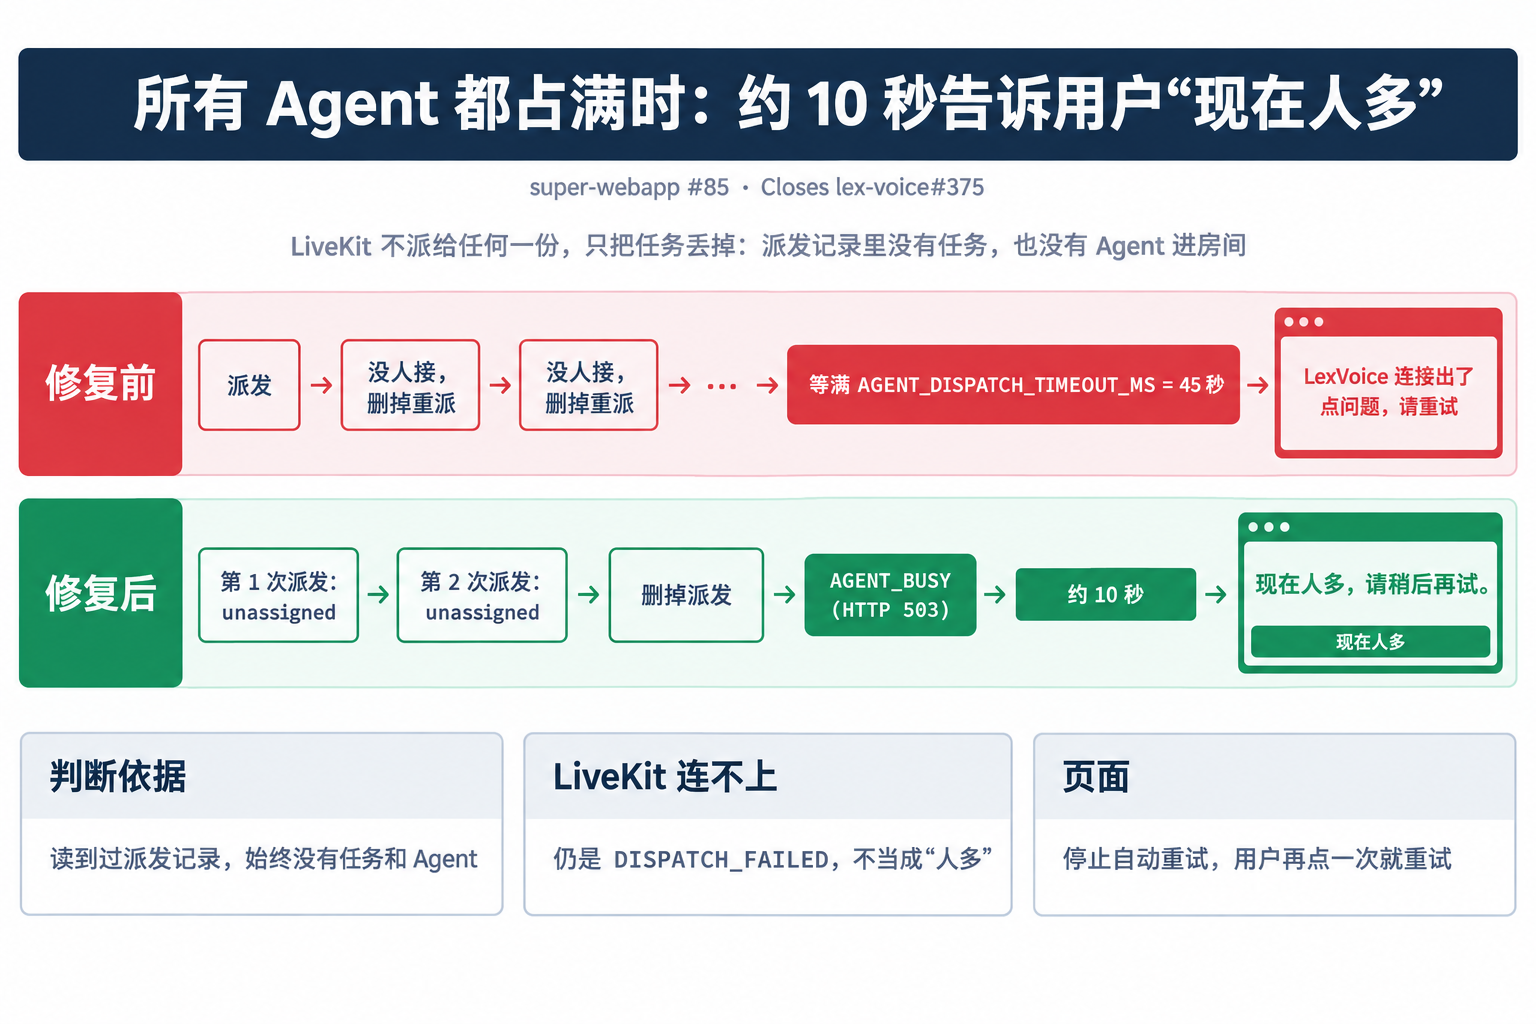 所有 Agent 都占满时：约 10 秒告诉用户“现在人多”
super-webapp #85 · Closes lex-voice#375
LiveKit 不派给任何一份，只把任务丢掉：派发记录里没有任务，也没有 Agent 进房间
修复前
派发
没人接，
删掉重派
没人接，
删掉重派
...
等满 AGENT_DISPATCH_TIMEOUT_MS = 45 秒
LexVoice 连接出了
点问题，请重试
修复后
第 1 次派发：
unassigned
第 2 次派发：
unassigned
删掉派发
AGENT_BUSY
(HTTP 503)
约 10 秒
现在人多，请稍后再试。
现在人多
判断依据
读到过派发记录，始终没有任务和 Agent
LiveKit 连不上
仍是 DISPATCH_FAILED，不当成“人多”
页面
停止自动重试，用户再点一次就重试